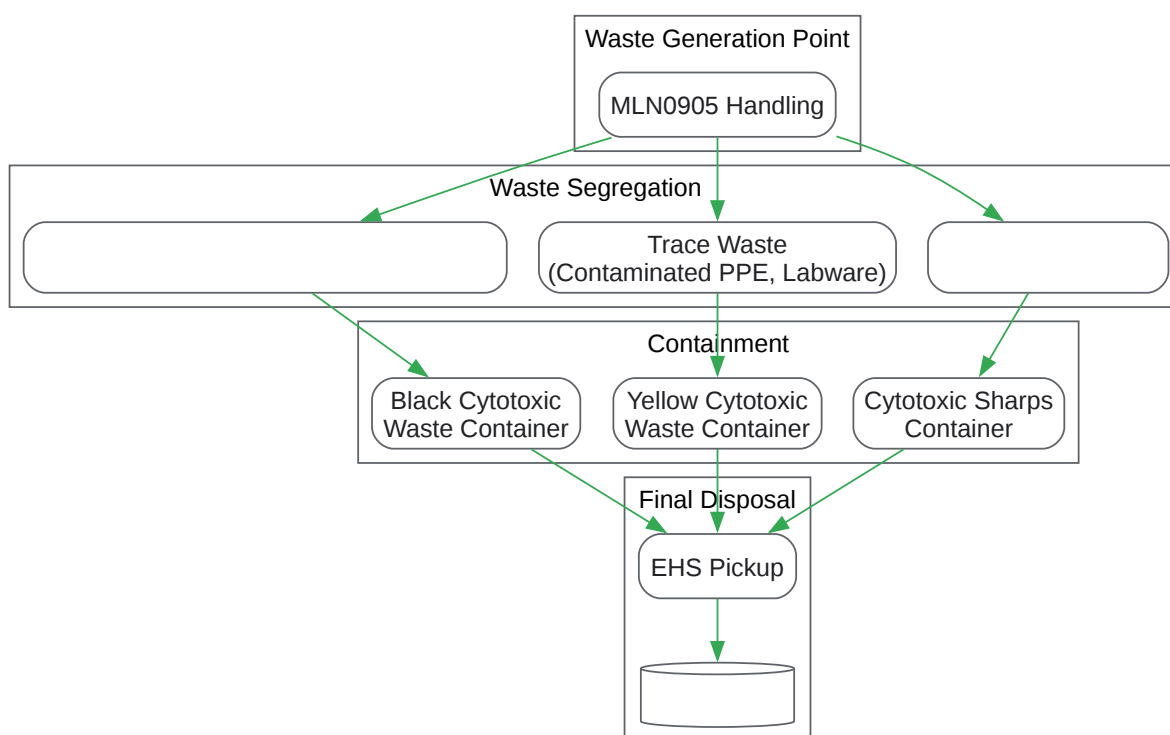 Waste Generation Point
MLN0905 Handling
Waste Segregation
Trace Waste
(Contaminated PPE, Labware)
Containment
Black Cytotoxic
Waste Container
Yellow Cytotoxic
Waste Container
Cytotoxic Sharps
Container
Final Disposal
EHS Pickup